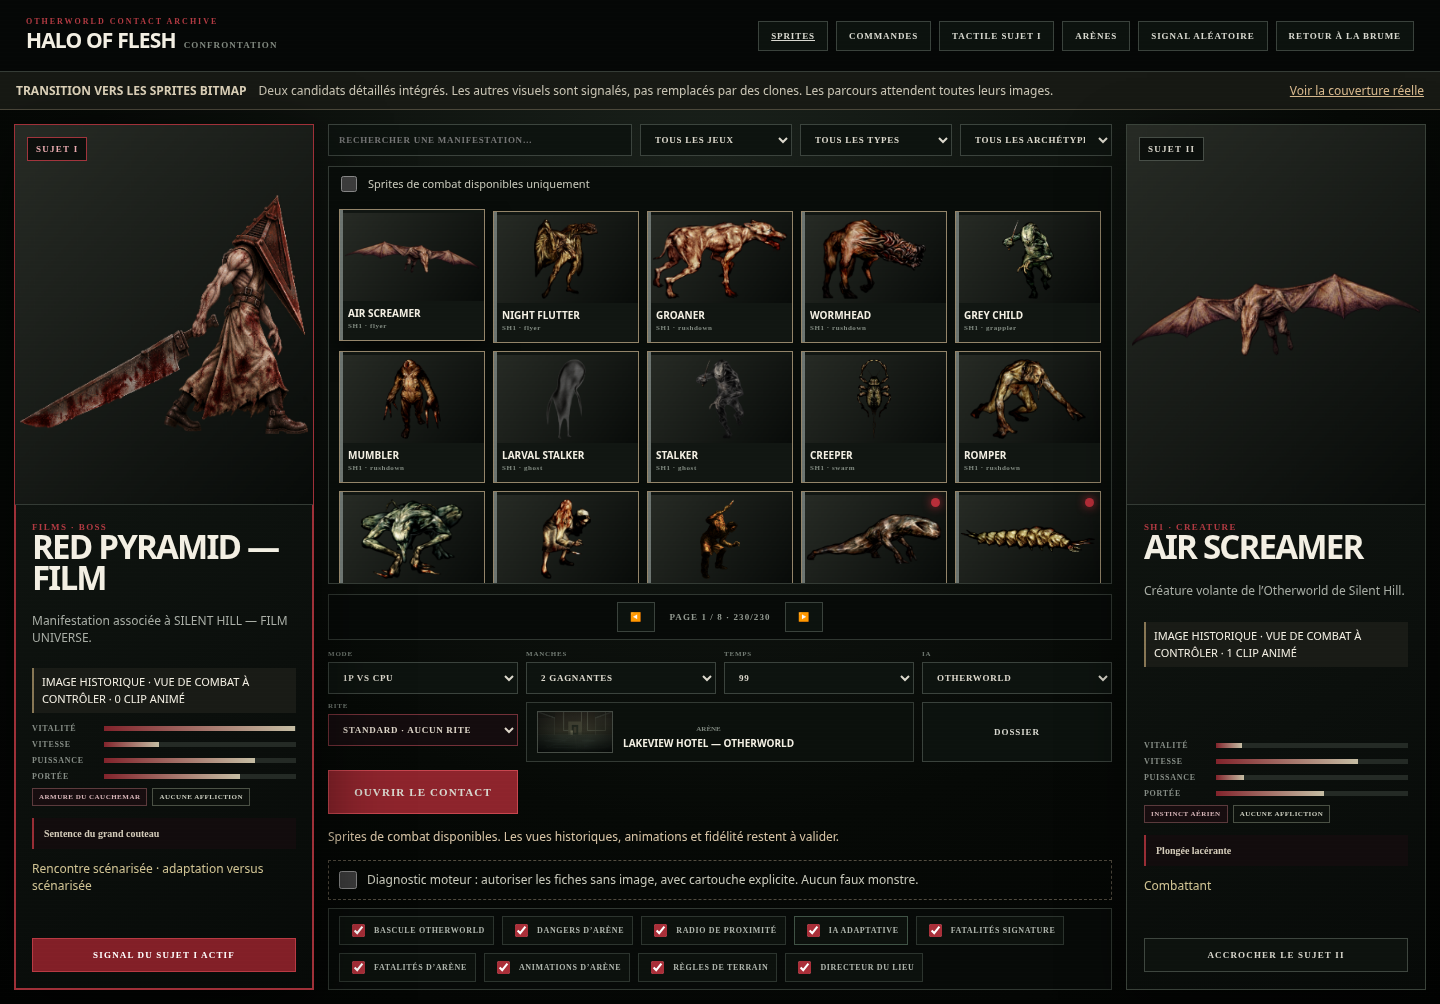 OTHERWORLD CONTACT ARCHIVE
HALO OF FLESH CONFRONTATION
SPRITES
COMMANDES
TACTILE SUJET I
ARÈNES
SIGNAL ALÉATOIRE
RETOUR À LA BRUME
TRANSITION VERS LES SPRITES BITMAP Deux candidats détaillés intégrés. Les autres visuels sont signalés, pas remplacés par des clones. Les parcours attendent toutes leurs images.
Voir la couverture réelle
SUJET I
FILMS · BOSS
RED PYRAMID —
FILM
Manifestation associée à SILENT HILL — FILM
UNIVERSE.
IMAGE HISTORIQUE · VUE DE COMBAT À
CONTRÔLER · 0 CLIP ANIMÉ
VITALITÉ
VITESSE
PUISSANCE
PORTÉE
ARMURE DU CAUCHEMAR
AUCUNE AFFLICTION
Sentence du grand couteau
Rencontre scénarisée · adaptation versus
scénarisée
SIGNAL DU SUJET I ACTIF
RECHERCHER UNE MANIFESTATION...
TOUS LES JEUX
TOUS LES TYPES
TOUS LES ARCHÉTYPI
Sprites de combat disponibles uniquement
AIR SCREAMER
SH1 · flyer
NIGHT FLUTTER
SH1 · flyer
GROANER
SH1 · rushdown
WORMHEAD
SH1 · rushdown
GREY CHILD
SH1 · grappler
MUMBLER
SH1 · rushdown
LARVAL STALKER
SH1 · ghost
STALKER
SH1 · ghost
CREEPER
SH1 · swarm
ROMPER
SH1 · rushdown
PAGE 1 / 8 · 230/230
MODE
1P VS CPU
MANCHES
2 GAGNANTES
TEMPS
99
IA
OTHERWORLD
RITE
STANDARD · AUCUN RITE
ARÈNE
LAKEVIEW HOTEL — OTHERWORLD
DOSSIER
OUVRIR LE CONTACT
Sprites de combat disponibles. Les vues historiques, animations et fidélité restent à valider.
Diagnostic moteur : autoriser les fiches sans image, avec cartouche explicite. Aucun faux monstre.
BASCULE OTHERWORLD
DANGERS D'ARÈNE
RADIO DE PROXIMITÉ
IA ADAPTATIVE
FATALITÉS SIGNATURE
FATALITÉS D'ARÈNE
ANIMATIONS D'ARÈNE
RÈGLES DE TERRAIN
DIRECTEUR DU LIEU
SUJET II
SH1 · CREATURE
AIR SCREAMER
Créature volante de l'Otherworld de Silent Hill.
IMAGE HISTORIQUE · VUE DE COMBAT À
CONTRÔLER · 1 CLIP ANIMÉ
VITALITÉ
VITESSE
PUISSANCE
PORTÉE
INSTINCT AÉRIEN
AUCUNE AFFLICTION
Plongée lacérante
Combattant
ACCROCHER LE SUJET II